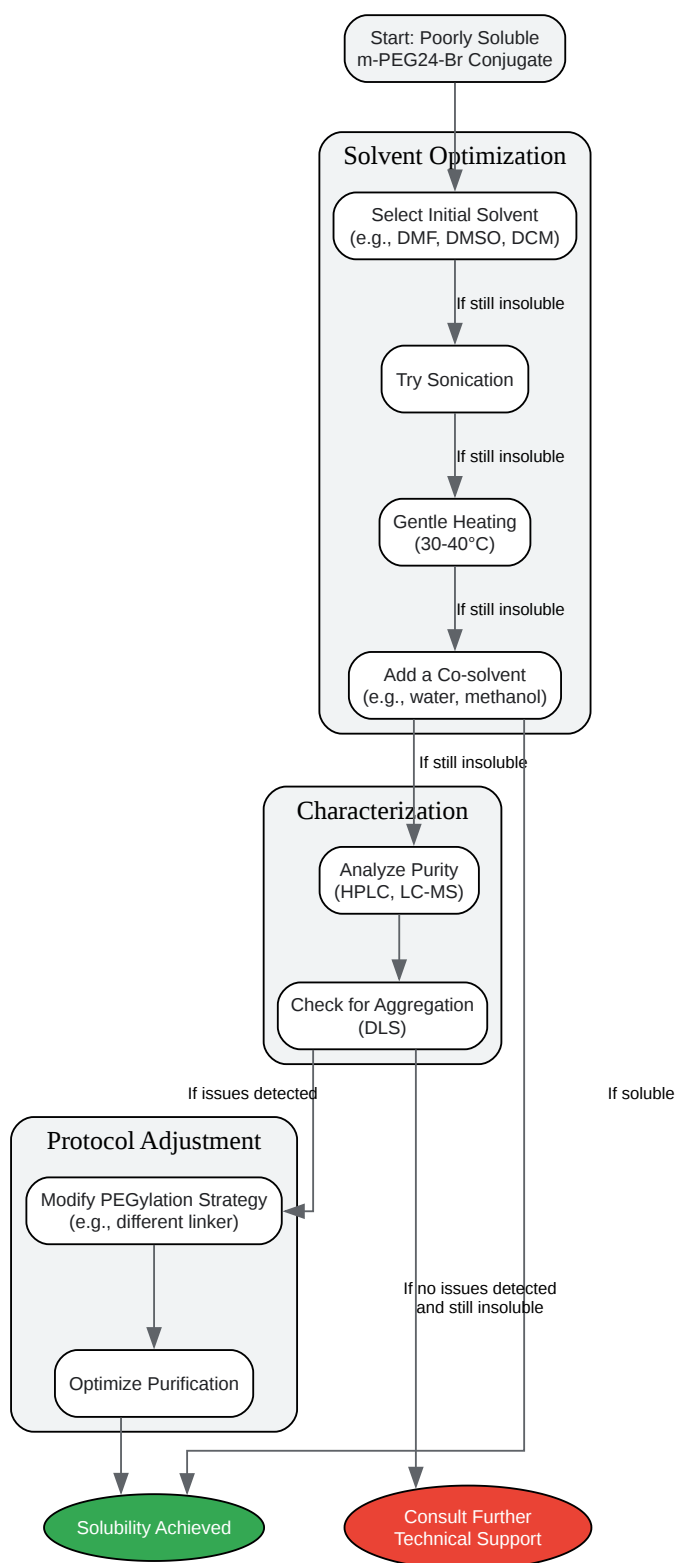 Start: Poorly Soluble
m-PEG24-Br Conjugate
Solvent Optimization
Select Initial Solvent
(e.g., DMF, DMSO, DCM)
If still insoluble
Try Sonication
If still insoluble
Gentle Heating
(30-40°C)
If still insoluble
Add a Co-solvent
(e.g., water, methanol)
If still insoluble
Characterization
Analyze Purity
(HPLC, LC-MS)
Check for Aggregation
(DLS)
If issues detected
If soluble
Protocol Adjustment
Modify PEGylation Strategy
(e.g., different linker)
If no issues detected
and still insoluble
Optimize Purification
Solubility Achieved
Consult Further
Technical Support